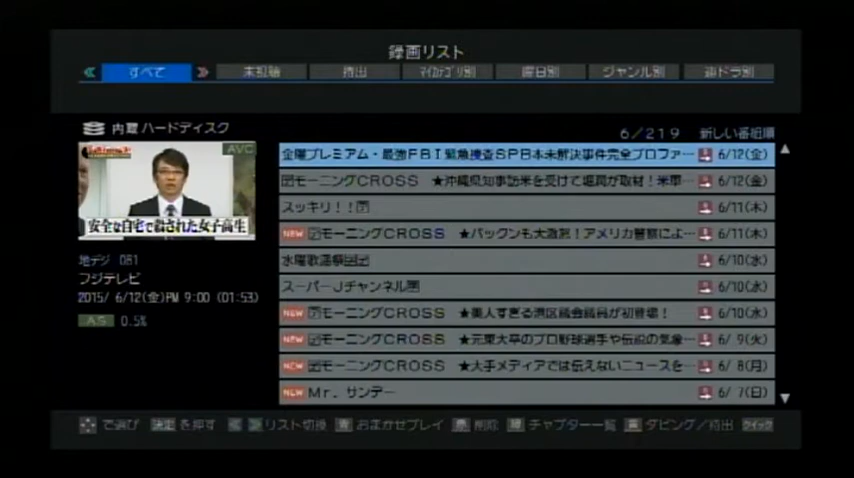 録画リスト
すべて 未視聴 持出 マイカテゴリ別 曜日別 ジャンル別 連ドラ別
内蔵ハードディスク
6/219 新しい番組順
AVC
安全な自宅で殺された女子高生
地デジ 081
フジテレビ
2015/ 6/12(金)PM 9:00 (01:53)
AS 0.5%
金曜プレミアム・最強FBI緊急捜査SPB本未解決事件完全プロファ… 6/12(金)
モーニングCROSS ★沖縄県知事訪米を受けて堀潤が取材！米軍… 6/12(金)
スッキリ！！ 6/11(木)
NEW モーニングCROSS ★パックンも大激怒！アメリカ警察によ… 6/11(木)
水曜歌謡祭 6/10(水)
スーパーJチャンネル 6/10(水)
NEW モーニングCROSS ★美人すぎる港区議会議員が初登場！ 6/10(水)
NEW モーニングCROSS ★元東大卒のプロ野球選手や伝説の気象… 6/ 9(火)
NEW モーニングCROSS ★大手メディアでは伝えないニュースを… 6/ 8(月)
NEW Mr．サンデー 6/ 7(日)
で選び 決定 を押す リスト切換 青 おまかせプレイ 赤 削除 緑 チャプター一覧 黄 ダビング／持出 クイック